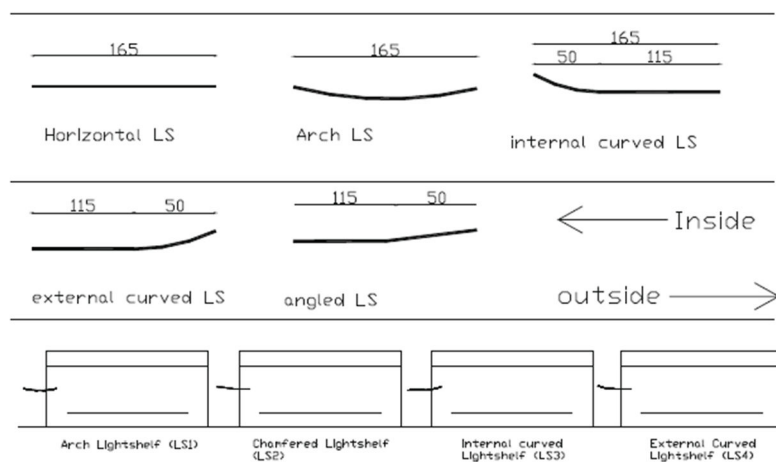 165
165
165
50
115
Horizontal LS
Arch LS
internal curved LS
115
50
115
50
Inside
external curved LS
angled LS
outside
Arch Lightshelf (LS1)
Chamfered Lightshelf
(LS2)
Internal curved
Lightshelf (LS3)
External Curved
Lightshelf (LS4)